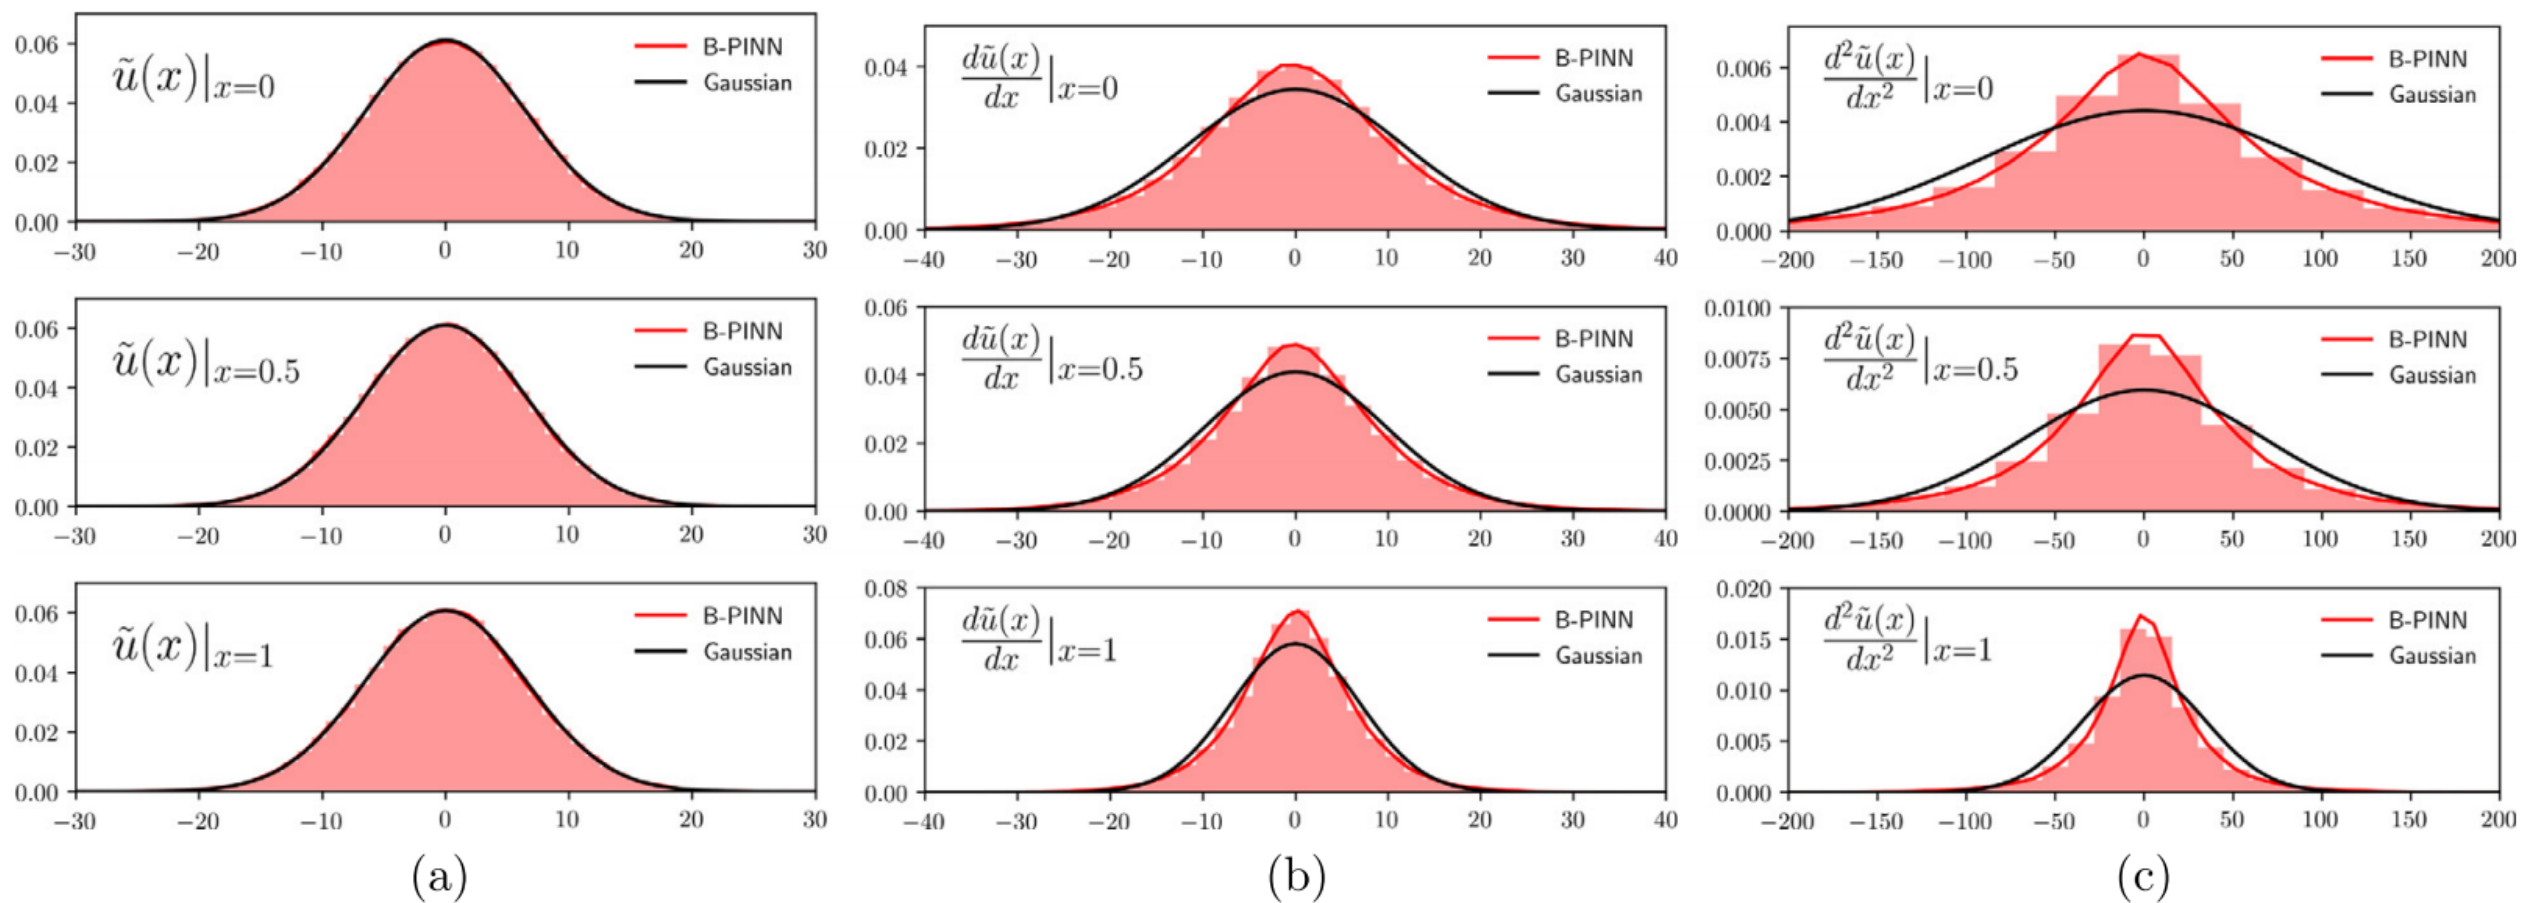 0.06
0.04
0.02
0.00
ũ(x)|x=0
B-PINN
Gaussian
−30 −20 −10 0 10 20 30
0.04
0.02
0.00
dũ(x)/dx|x=0
B-PINN
Gaussian
−40 −30 −20 −10 0 10 20 30 40
0.006
0.004
0.002
0.000
d²ũ(x)/dx²|x=0
B-PINN
Gaussian
−200 −150 −100 −50 0 50 100 150 200
0.06
0.04
0.02
0.00
ũ(x)|x=0.5
B-PINN
Gaussian
−30 −20 −10 0 10 20 30
0.06
0.04
0.02
0.00
dũ(x)/dx|x=0.5
B-PINN
Gaussian
−40 −30 −20 −10 0 10 20 30 40
0.0100
0.0075
0.0050
0.0025
0.0000
d²ũ(x)/dx²|x=0.5
B-PINN
Gaussian
−200 −150 −100 −50 0 50 100 150 200
0.06
0.04
0.02
0.00
ũ(x)|x=1
B-PINN
Gaussian
−30 −20 −10 0 10 20 30
0.08
0.06
0.04
0.02
0.00
dũ(x)/dx|x=1
B-PINN
Gaussian
−40 −30 −20 −10 0 10 20 30 40
0.020
0.015
0.010
0.005
0.000
d²ũ(x)/dx²|x=1
B-PINN
Gaussian
−200 −150 −100 −50 0 50 100 150 200
(a) (b) (c)